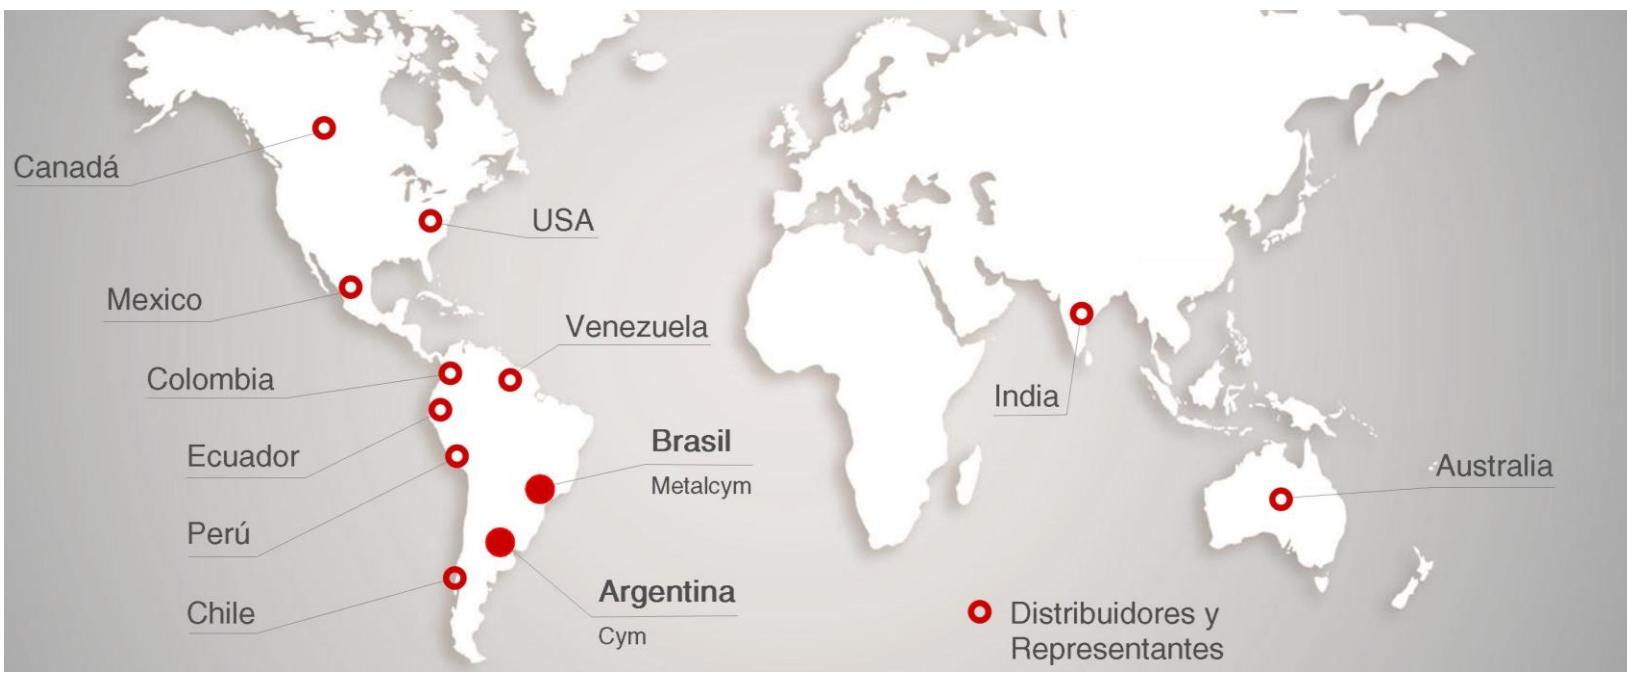 Canadá
USA
Mexico
Venezuela
Colombia
India
Ecuador
Brasil
Metalcym
Australia
Perú
Argentina
Cym
Chile
Distribuidores y
Representantes